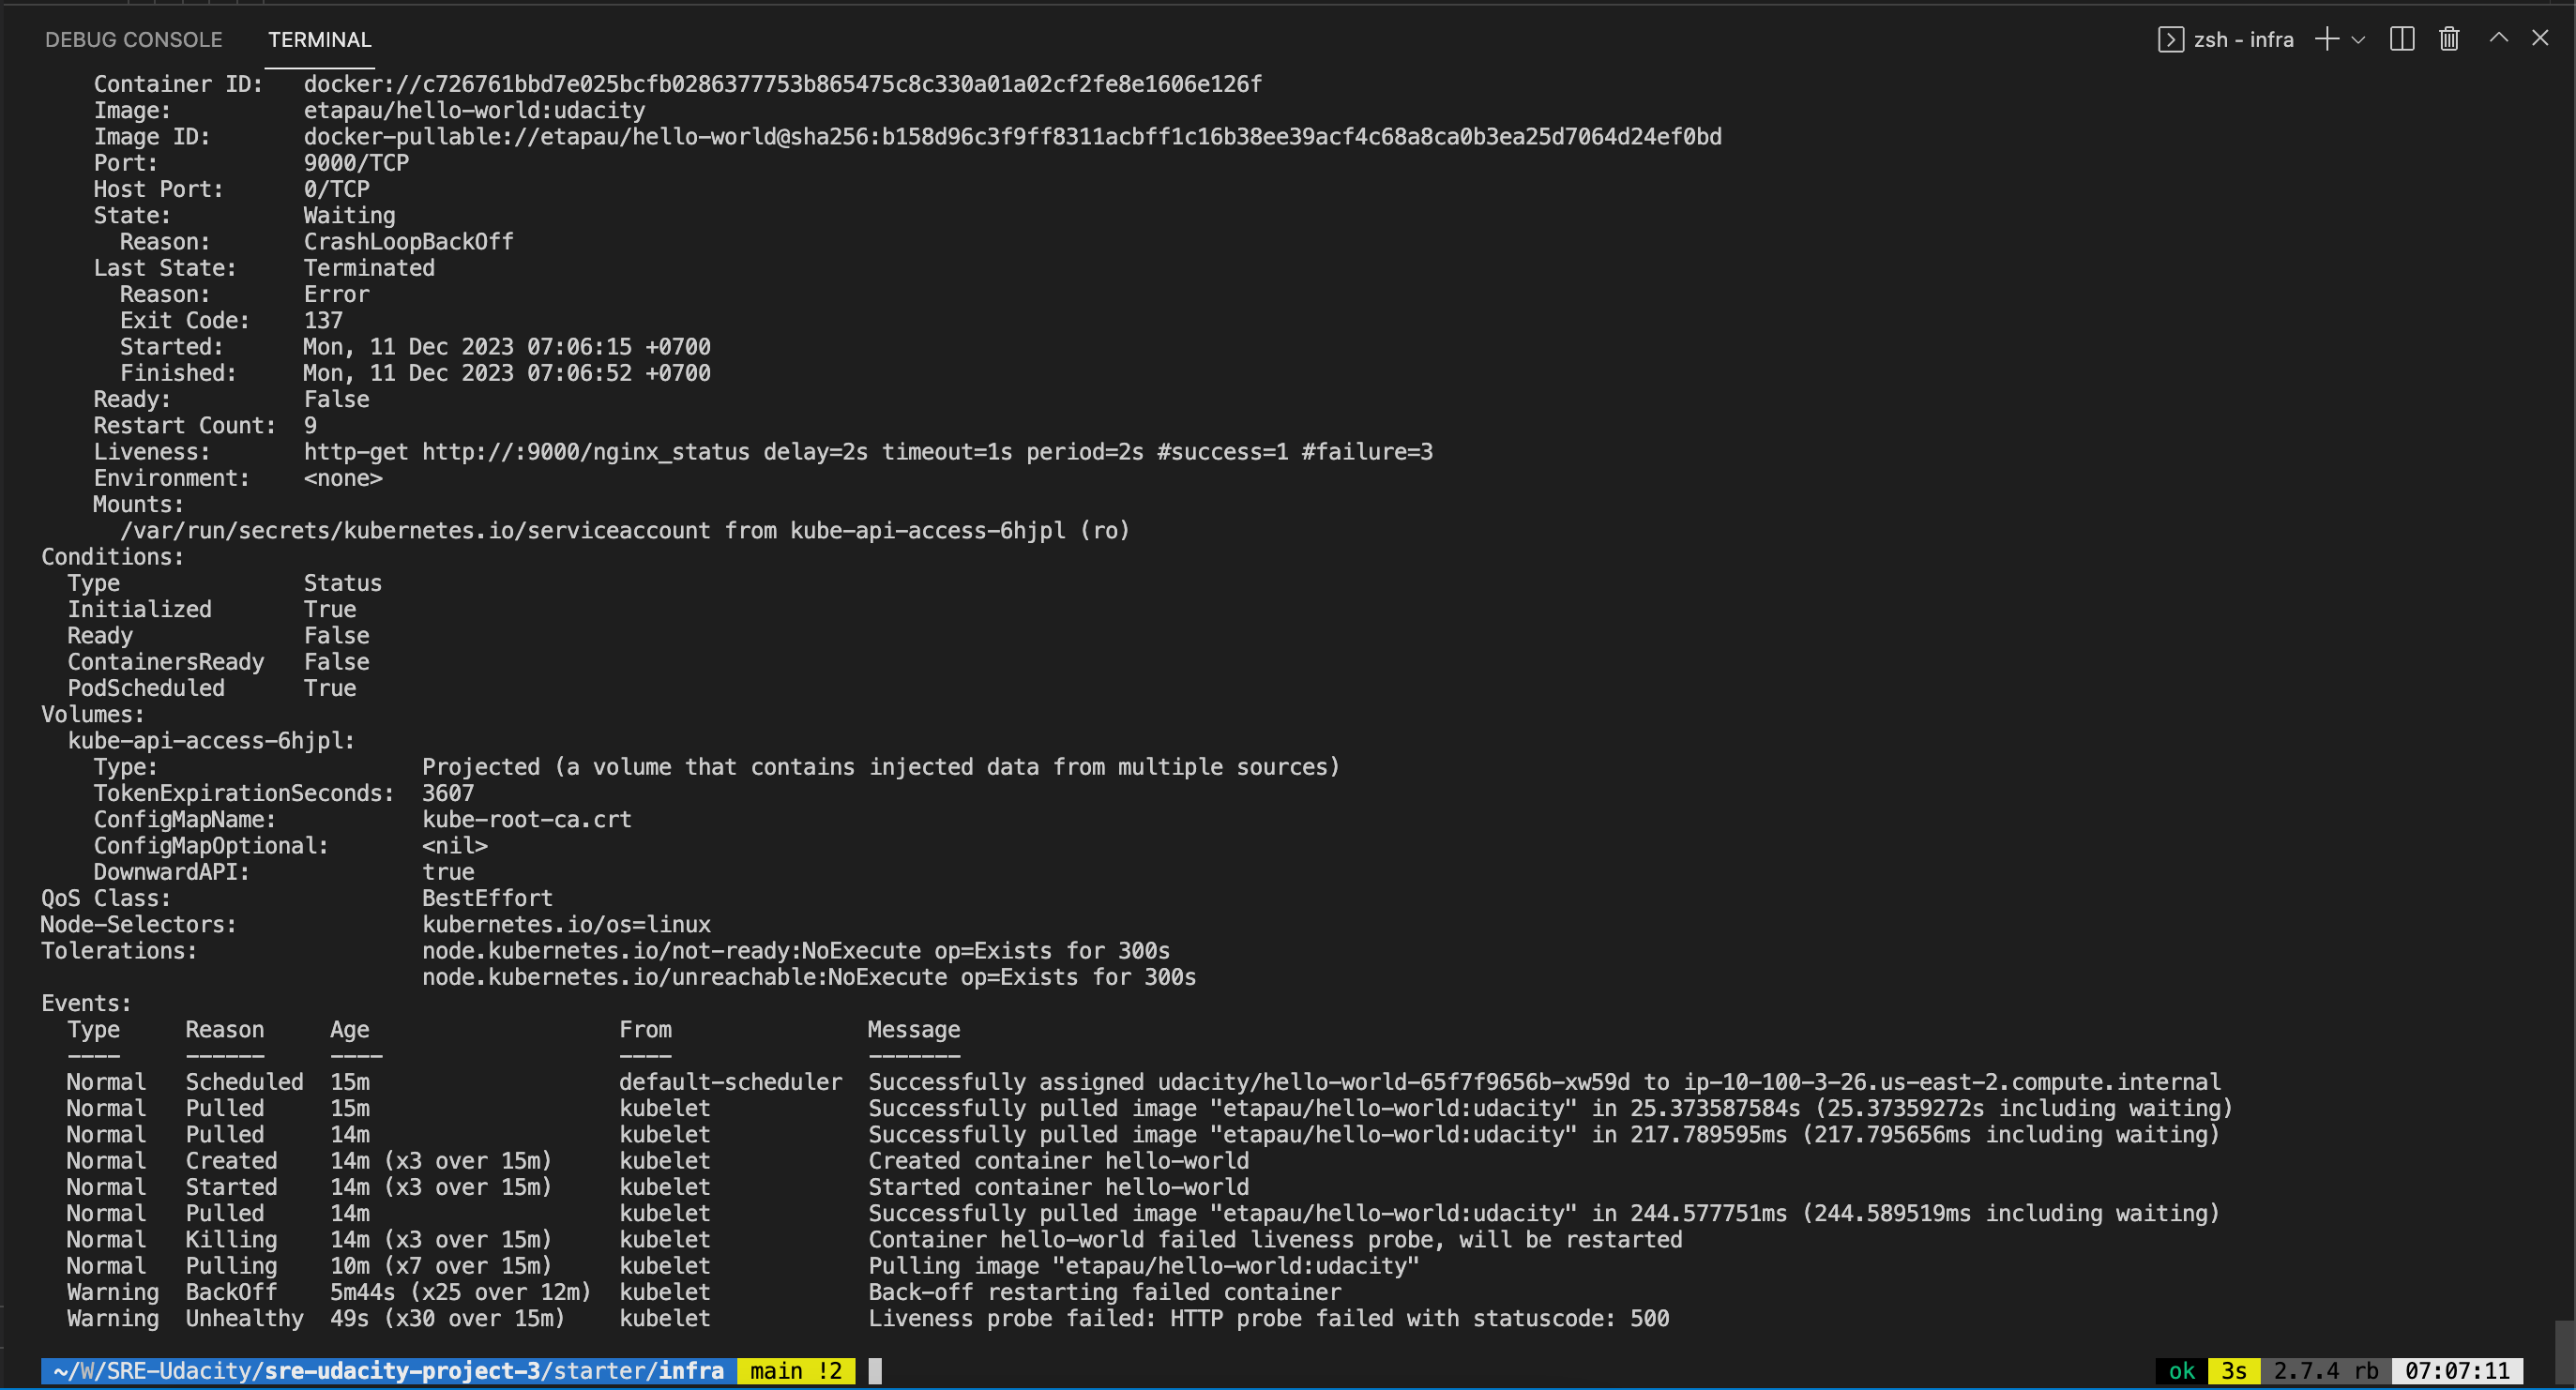 DEBUG CONSOLE TERMINAL zsh - infra
Container ID: docker://c726761bbd7e025bcfb0286377753b865475c8c330a01a02cf2fe8e1606e126f
Image: etapau/hello-world:udacity
Image ID: docker-pullable://etapau/hello-world@sha256:b158d96c3f9ff8311acbff1c16b38ee39acf4c68a8ca0b3ea25d7064d24ef0bd
Port: 9000/TCP
Host Port: 0/TCP
State: Waiting
Reason: CrashLoopBackOff
Last State: Terminated
Reason: Error
Exit Code: 137
Started: Mon, 11 Dec 2023 07:06:15 +0700
Finished: Mon, 11 Dec 2023 07:06:52 +0700
Ready: False
Restart Count: 9
Liveness: http-get http://:9000/nginx_status delay=2s timeout=1s period=2s #success=1 #failure=3
Environment: <none>
Mounts:
/var/run/secrets/kubernetes.io/serviceaccount from kube-api-access-6hjpl (ro)
Conditions:
Type Status
Initialized True
Ready False
ContainersReady False
PodScheduled True
Volumes:
kube-api-access-6hjpl:
Type: Projected (a volume that contains injected data from multiple sources)
TokenExpirationSeconds: 3607
ConfigMapName: kube-root-ca.crt
ConfigMapOptional: <nil>
DownwardAPI: true
QoS Class: BestEffort
Node-Selectors: kubernetes.io/os=linux
Tolerations: node.kubernetes.io/not-ready:NoExecute op=Exists for 300s
node.kubernetes.io/unreachable:NoExecute op=Exists for 300s
Events:
Type Reason Age From Message
---- ------ ---- ---- -------
Normal Scheduled 15m default-scheduler Successfully assigned udacity/hello-world-65f7f9656b-xw59d to ip-10-100-3-26.us-east-2.compute.internal
Normal Pulled 15m kubelet Successfully pulled image "etapau/hello-world:udacity" in 25.373587584s (25.37359272s including waiting)
Normal Pulled 14m kubelet Successfully pulled image "etapau/hello-world:udacity" in 217.789595ms (217.795656ms including waiting)
Normal Created 14m (x3 over 15m) kubelet Created container hello-world
Normal Started 14m (x3 over 15m) kubelet Started container hello-world
Normal Pulled 14m kubelet Successfully pulled image "etapau/hello-world:udacity" in 244.577751ms (244.589519ms including waiting)
Normal Killing 14m (x3 over 15m) kubelet Container hello-world failed liveness probe, will be restarted
Normal Pulling 10m (x7 over 15m) kubelet Pulling image "etapau/hello-world:udacity"
Warning BackOff 5m44s (x25 over 12m) kubelet Back-off restarting failed container
Warning Unhealthy 49s (x30 over 15m) kubelet Liveness probe failed: HTTP probe failed with statuscode: 500
~/W/SRE-Udacity/sre-udacity-project-3/starter/infra main !2 ok 3s 2.7.4 rb 07:07:11